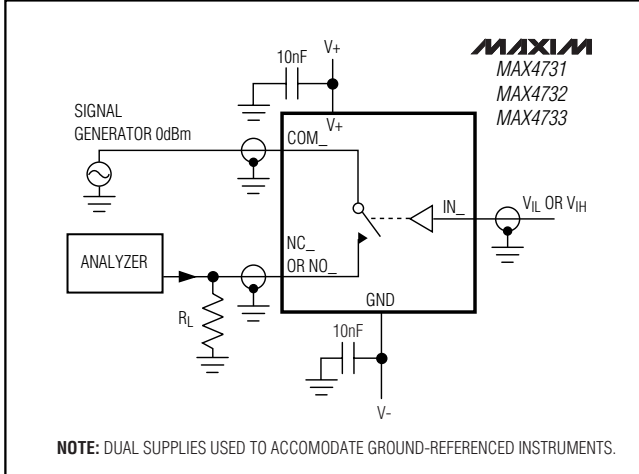 10nF
V+
MAXIM
MAX4731
MAX4732
MAX4733
SIGNAL
GENERATOR 0dBm
V+
COM_
IN_
VIL OR VIH
NC_
OR NO_
ANALYZER
RL
GND
10nF
V-
NOTE: DUAL SUPPLIES USED TO ACCOMODATE GROUND-REFERENCED INSTRUMENTS.